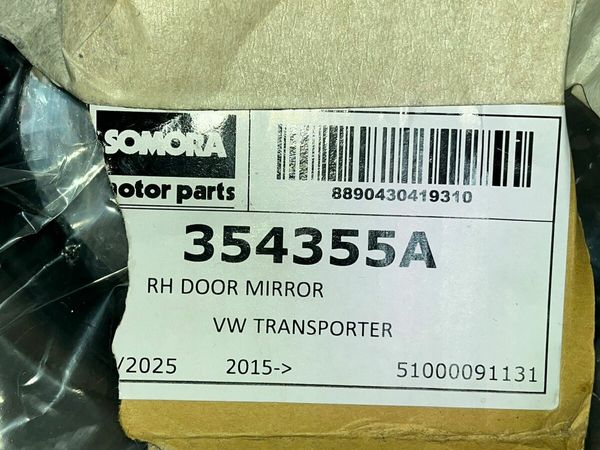 SOMORA
motor parts
8890430419310
354355A
RH DOOR MIRROR
VW TRANSPORTER
/2025 2015-> 51000091131